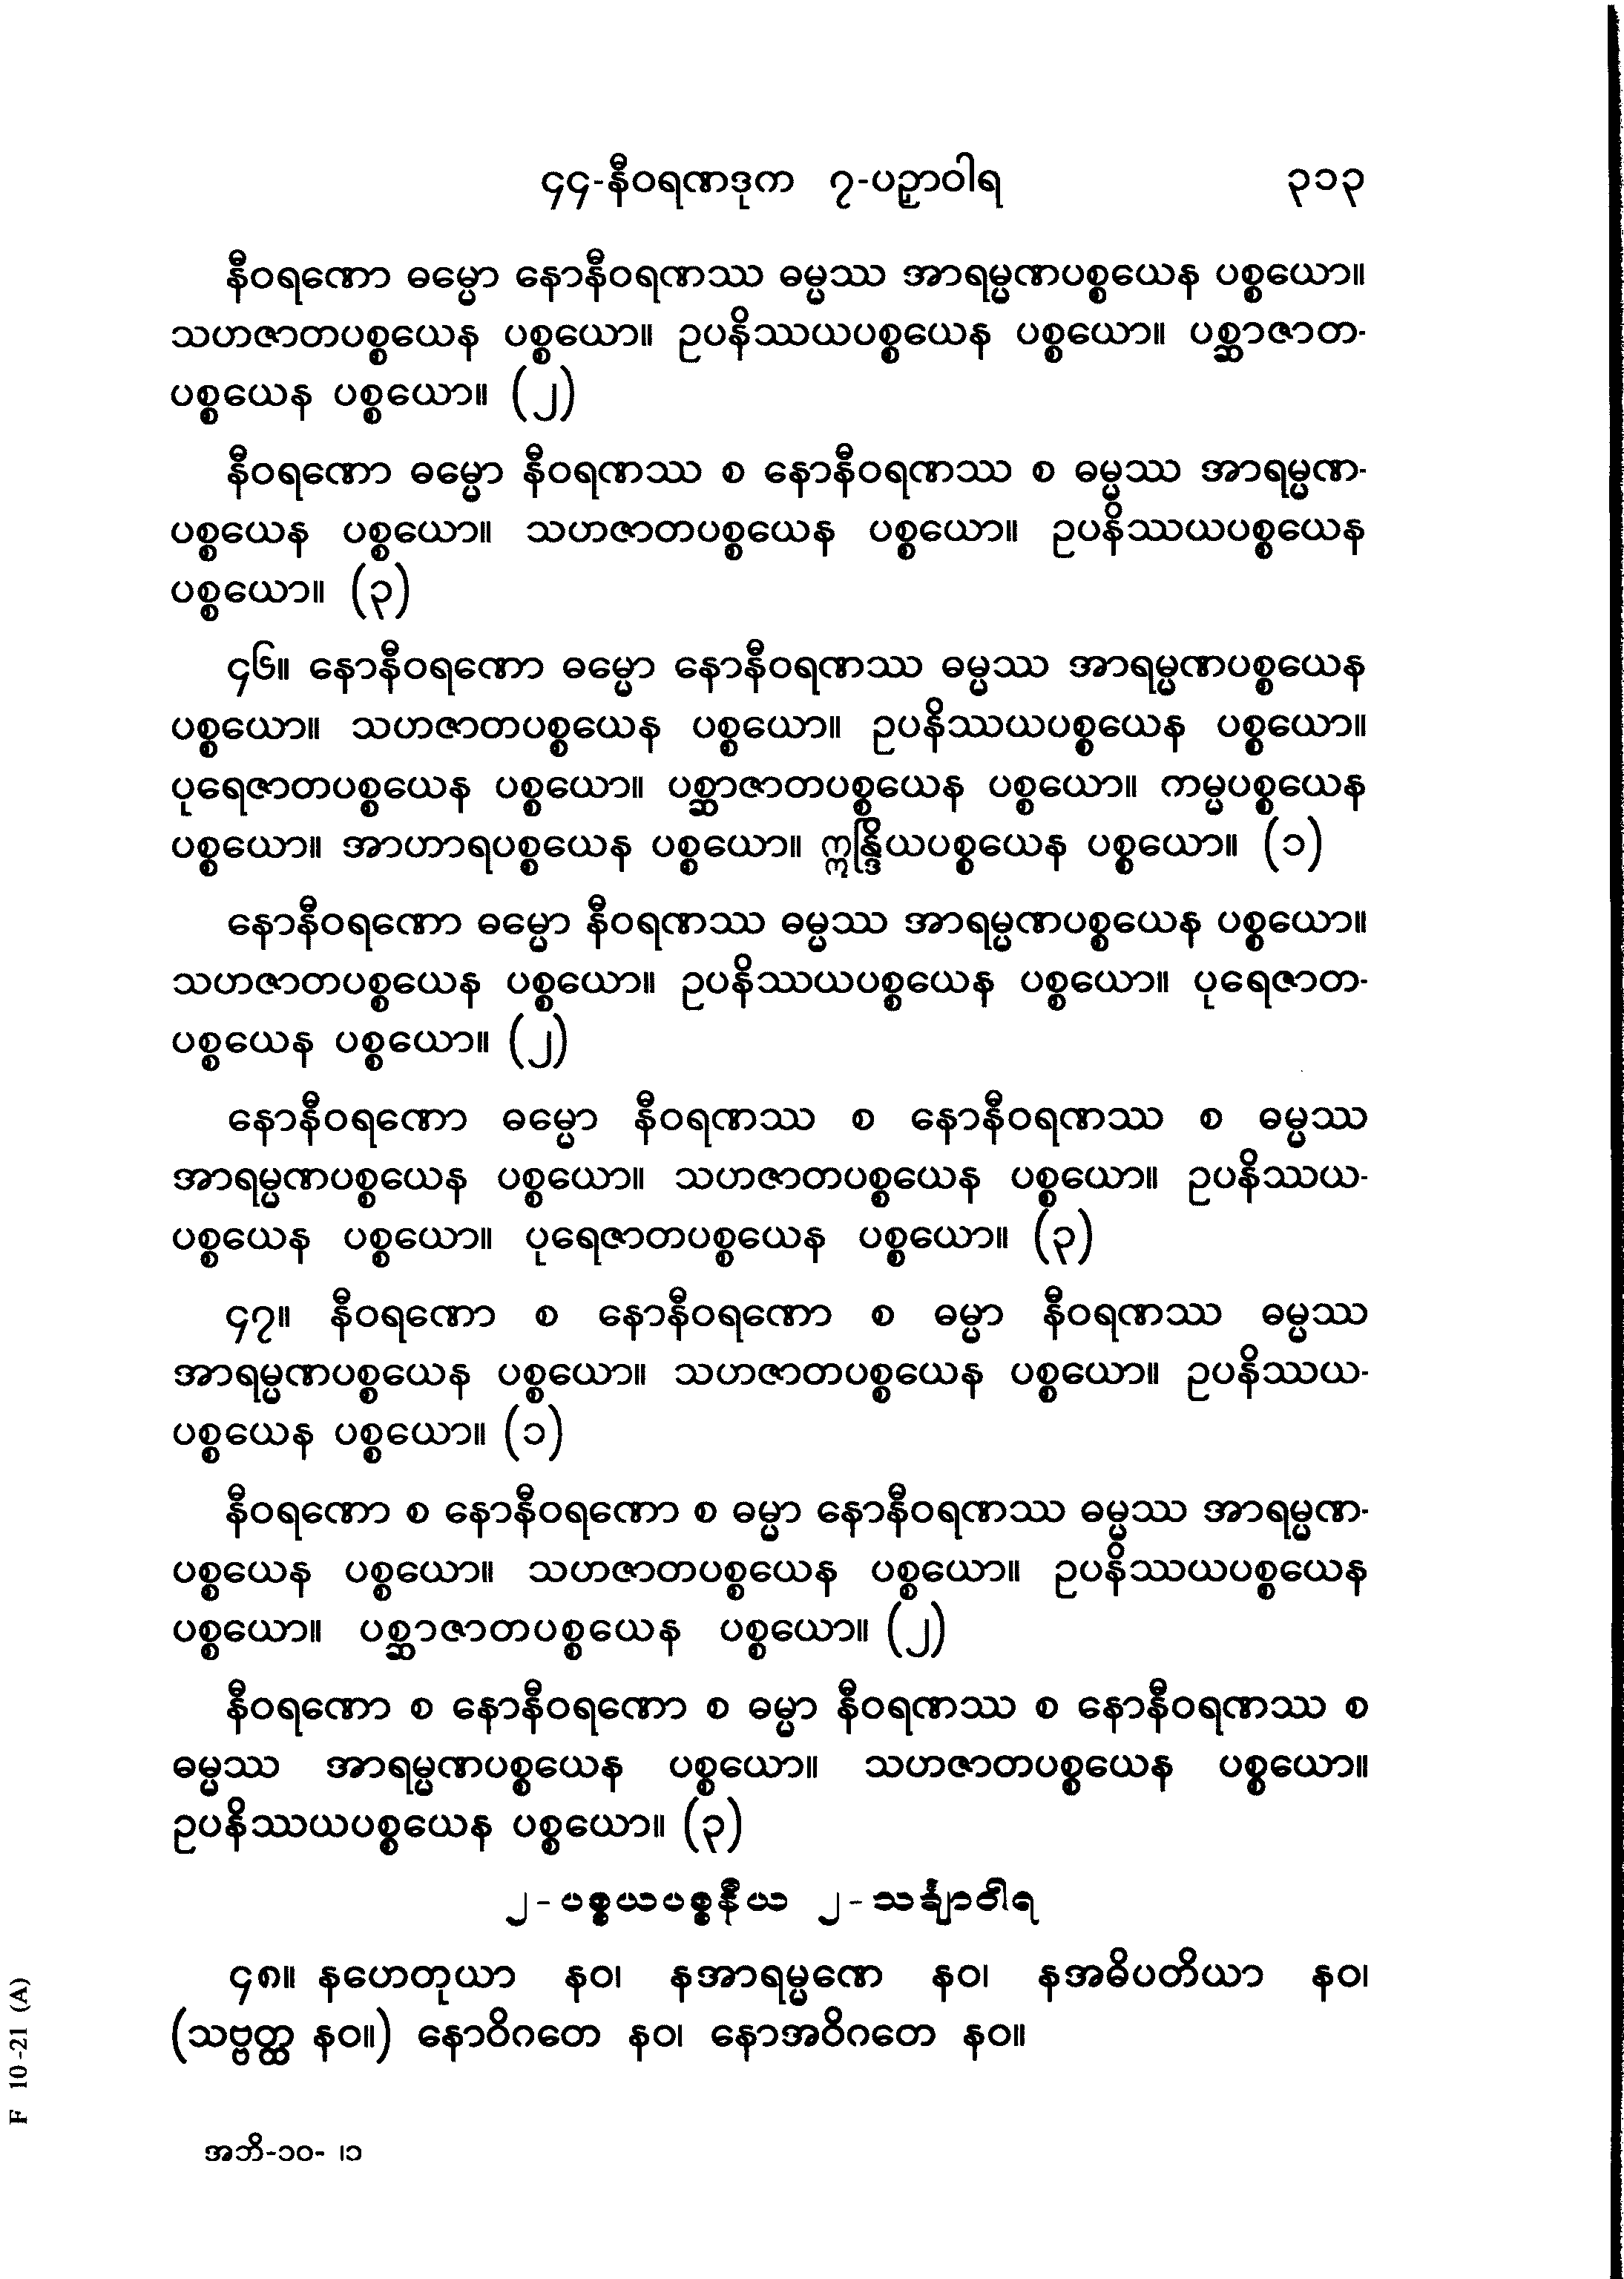 ၄၄-နီဝရဏဒုက ၇-ပဉှာဝါရ ၃၁၃
နီဝရဏော ဓမ္မော နောနီဝရဏဿ ဓမ္မဿ အာရမ္မဏပစ္စယေန ပစ္စယော။
သဟဇာတပစ္စယေန ပစ္စယော။ ဥပနိဿယပစ္စယေန ပစ္စယော။ ပစ္ဆာဇာတ-
ပစ္စယေန ပစ္စယော။ (၂)
နီဝရဏော ဓမ္မော နီဝရဏဿ စ နောနီဝရဏဿ စ ဓမ္မဿ အာရမ္မဏ-
ပစ္စယေန ပစ္စယော။ သဟဇာတပစ္စယေန ပစ္စယော။ ဥပနိဿယပစ္စယေန
ပစ္စယော။ (၃)
၄၆။ နောနီဝရဏော ဓမ္မော နောနီဝရဏဿ ဓမ္မဿ အာရမ္မဏပစ္စယေန
ပစ္စယော။ သဟဇာတပစ္စယေန ပစ္စယော။ ဥပနိဿယပစ္စယေန ပစ္စယော။
ပုရေဇာတပစ္စယေန ပစ္စယော။ ပစ္ဆာဇာတပစ္စယေန ပစ္စယော။ ကမ္မပစ္စယေန
ပစ္စယော။ အာဟာရပစ္စယေန ပစ္စယော။ ဣန္ဒြိယပစ္စယေန ပစ္စယော။ (၁)
နောနီဝရဏော ဓမ္မော နီဝရဏဿ ဓမ္မဿ အာရမ္မဏပစ္စယေန ပစ္စယော။
သဟဇာတပစ္စယေန ပစ္စယော။ ဥပနိဿယပစ္စယေန ပစ္စယော။ ပုရေဇာတ-
ပစ္စယေန ပစ္စယော။ (၂)
နောနီဝရဏော ဓမ္မော နီဝရဏဿ စ နောနီဝရဏဿ စ ဓမ္မဿ
အာရမ္မဏပစ္စယေန ပစ္စယော။ သဟဇာတပစ္စယေန ပစ္စယော။ ဥပနိဿယ-
ပစ္စယေန ပစ္စယော။ ပုရေဇာတပစ္စယေန ပစ္စယော။ (၃)
၄၇။ နီဝရဏော စ နောနီဝရဏော စ ဓမ္မာ နီဝရဏဿ ဓမ္မဿ
အာရမ္မဏပစ္စယေန ပစ္စယော။ သဟဇာတပစ္စယေန ပစ္စယော။ ဥပနိဿယ-
ပစ္စယေန ပစ္စယော။ (၁)
နီဝရဏော စ နောနီဝရဏော စ ဓမ္မာ နောနီဝရဏဿ ဓမ္မဿ အာရမ္မဏ-
ပစ္စယေန ပစ္စယော။ သဟဇာတပစ္စယေန ပစ္စယော။ ဥပနိဿယပစ္စယေန
ပစ္စယော။ ပစ္ဆာဇာတပစ္စယေန ပစ္စယော။ (၂)
နီဝရဏော စ နောနီဝရဏော စ ဓမ္မာ နီဝရဏဿ စ နောနီဝရဏဿ စ
ဓမ္မဿ အာရမ္မဏပစ္စယေန ပစ္စယော။ သဟဇာတပစ္စယေန ပစ္စယော။
ဥပနိဿယပစ္စယေန ပစ္စယော။ (၃)
၂-ပစ္စယပစ္စနီယ ၂-သင်္ချာဝါရ
၄၈။ နဟေတုယာ နဝ၊ နအာရမ္မဏေ နဝ၊ နအဓိပတိယာ နဝ၊
(သဗ္ဗတ္ထ နဝ။) နောဝိဂတေ နဝ၊ နောအဝိဂတေ နဝ။
အဘိ-၁၀- ၊၁
F 10-21 (A)